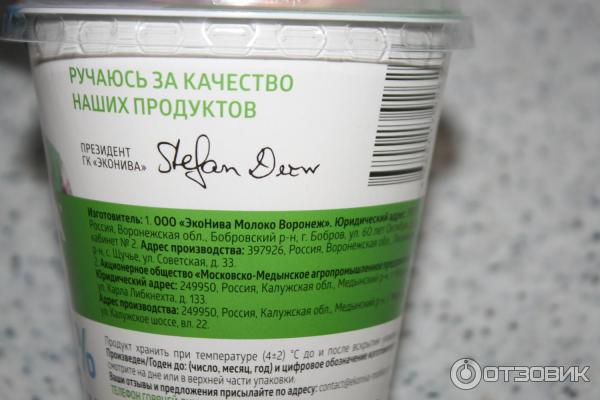 РУЧАЮСЬ ЗА КАЧЕСТВО
НАШИХ ПРОДУКТОВ
ПРЕЗИДЕНТ
ГК «ЭКОНИВА»
Stefan Dürr
Изготовитель: 1. ООО «ЭкоНива Молоко Воронеж». Юридический адрес:
Россия, Воронежская обл., Бобровский р-н, г. Бобров, ул. 60 лет
кабинет № 2. Адрес производства: 397926, Россия, Воронежская обл.,
р-н, с. Щучье, ул. Советская, д. 33.
2. Акционерное общество «Московско-Медынское агропромышленное
Юридический адрес: 249950, Россия, Калужская обл., Медынский р-н, г.
ул. Карла Либкнехта, д. 133.
Адрес производства: 249950, Россия, Калужская обл., Медынский р-н,
ул. Калужское шоссе, вл. 22.
%
Продукт хранить при температуре (4±2) °C до и после вскрытия
Произведен/Годен до: (число, месяц, год) и цифровое обозначение
смотрите на дне или в верхней части упаковки.
Ваши отзывы и предложения присылайте по адресу:
ТЕЛЕФОН ГОРЯЧЕЙ
ОТЗОВИК